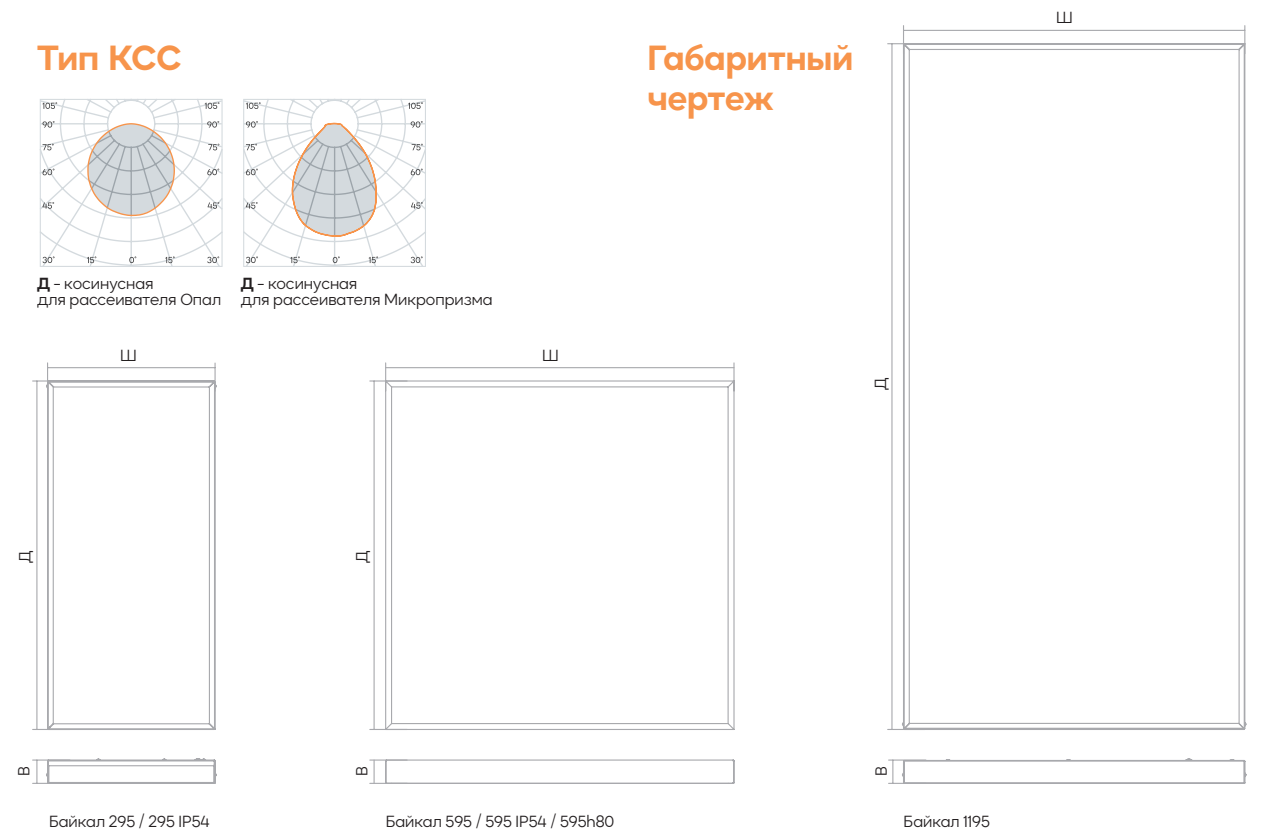 Тип КСС
105° 105°
90° 90°
75° 75°
60° 60°
45° 45°
30° 15° 0° 15° 30°
Д - косинусная
для рассеивателя Опал
105° 105°
90° 90°
75° 75°
60° 60°
45° 45°
30° 15° 0° 15° 30°
Д - косинусная
для рассеивателя Микропризма
Габаритный
чертеж
Ш
Д
В
Байкал 295 / 295 IP54
Ш
Д
В
Байкал 595 / 595 IP54 / 595h80
Ш
Д
В
Байкал 1195